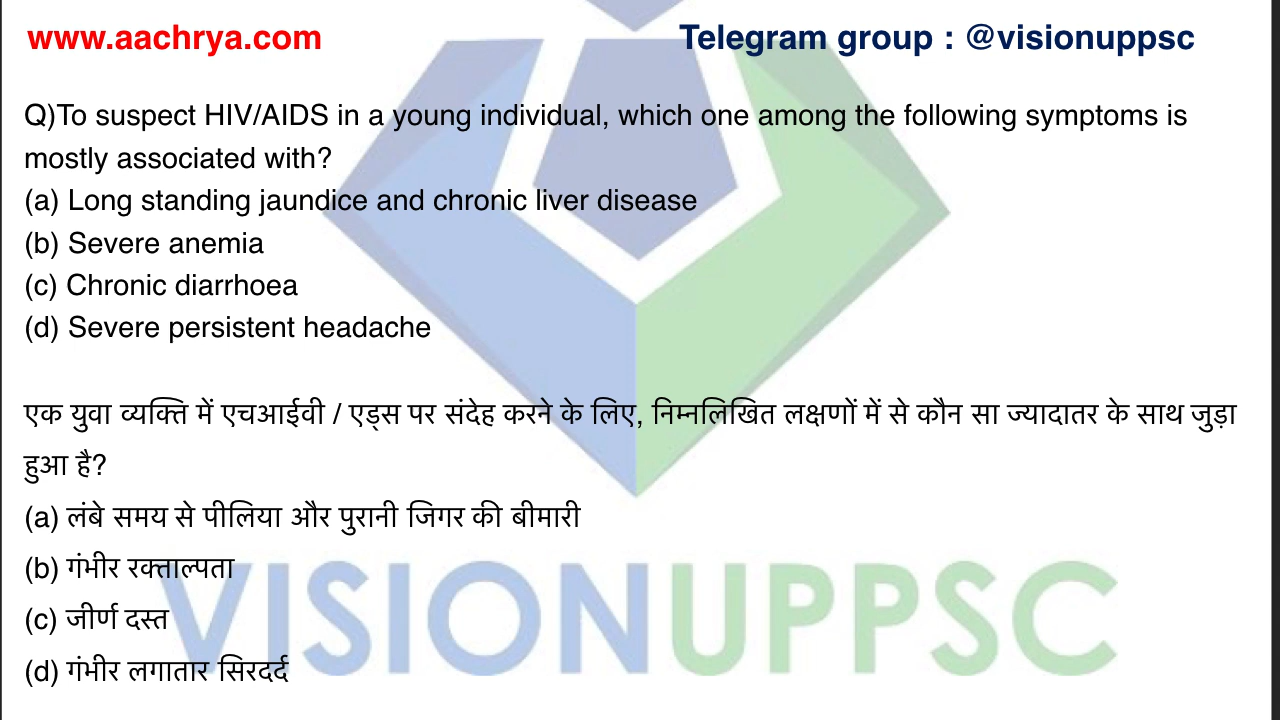 www.aachrya.com
Telegram group : @visionuppsc
Q)To suspect HIV/AIDS in a young individual, which one among the following symptoms is
mostly associated with?
(a) Long standing jaundice and chronic liver disease
(b) Severe anemia
(c) Chronic diarrhoea
(d) Severe persistent headache
एक युवा व्यक्ति में एचआईवी / एड्स पर संदेह करने के लिए, निम्नलिखित लक्षणों में से कौन सा ज्यादातर के साथ जुड़ा
हुआ है?
(a) लंबे समय से पीलिया और पुरानी जिगर की बीमारी
(b) गंभीर रक्ताल्पता
(c) जीर्ण दस्त
(d) गंभीर लगातार सिरदर्द
VISIONUPPSC